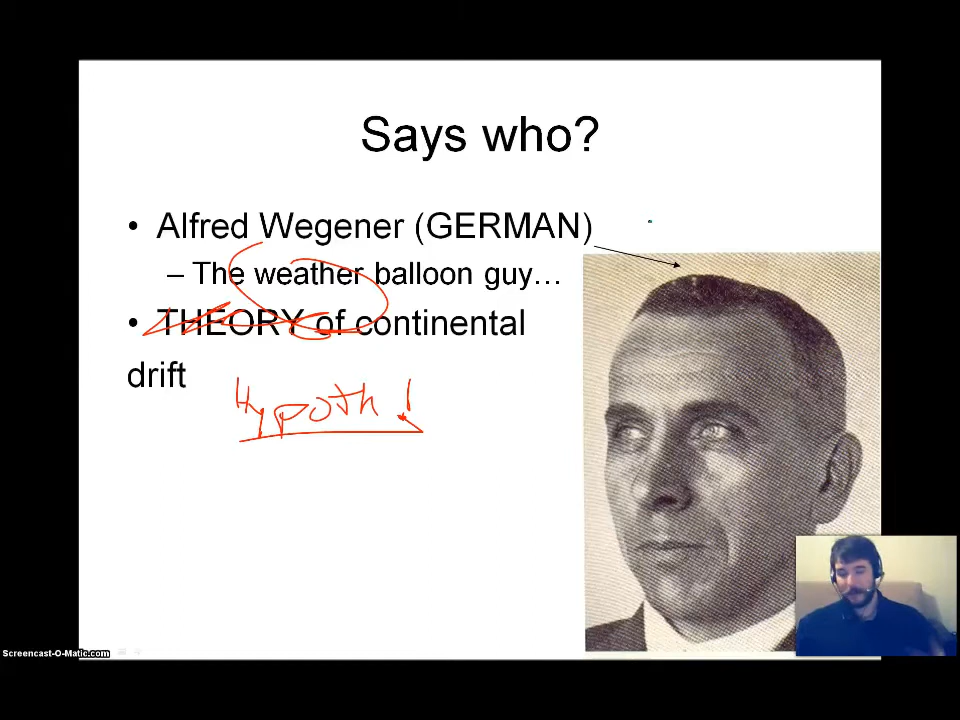 Says who?
• Alfred Wegener (GERMAN)
– The weather balloon guy…
• THEORY of continental
drift
Hypoth !
Screencast-O-Matic.com